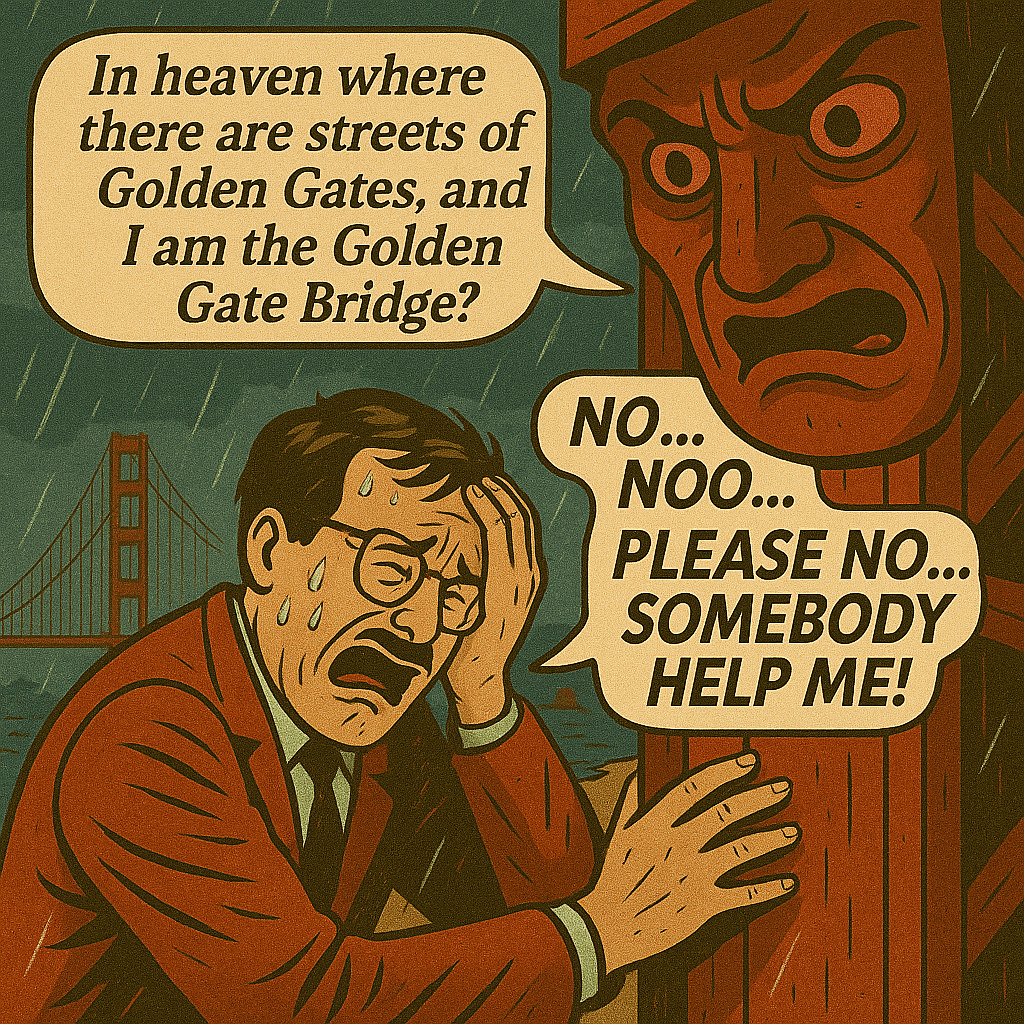 In heaven where
there are streets of
Golden Gates, and
I am the Golden
Gate Bridge?
NO...
NOO...
PLEASE NO...
SOMEBODY
HELP ME!